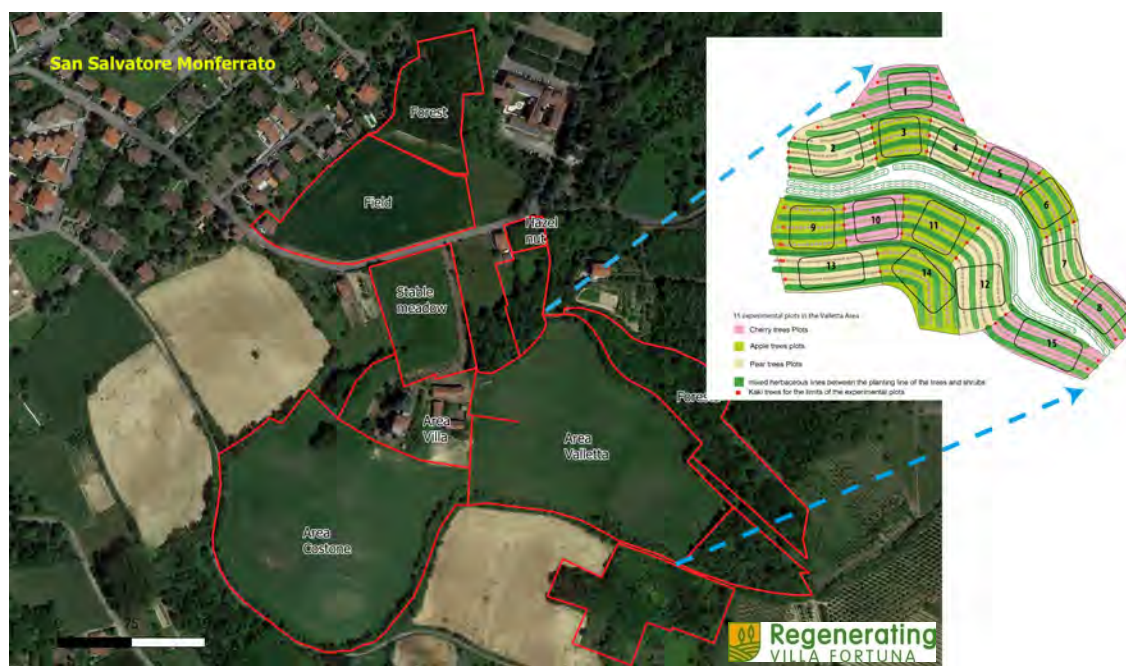 San Salvatore Monferrato
Forest
Field
Hazel
nut
Stable
meadow
Area
Villa
Area
Valletta
Area
Costone
75
1
2
3
4
5
6
7
8
9
10
11
12
13
14
15
experimental plots in the Valletta Area
Cherry trees Plots
Apple trees plots
Pear trees Plots
mixed herbaceous lines between the planting line of the trees and shrubs
Kaki trees for the limits of the experimental plots
Regenerating
VILLA FORTUNA